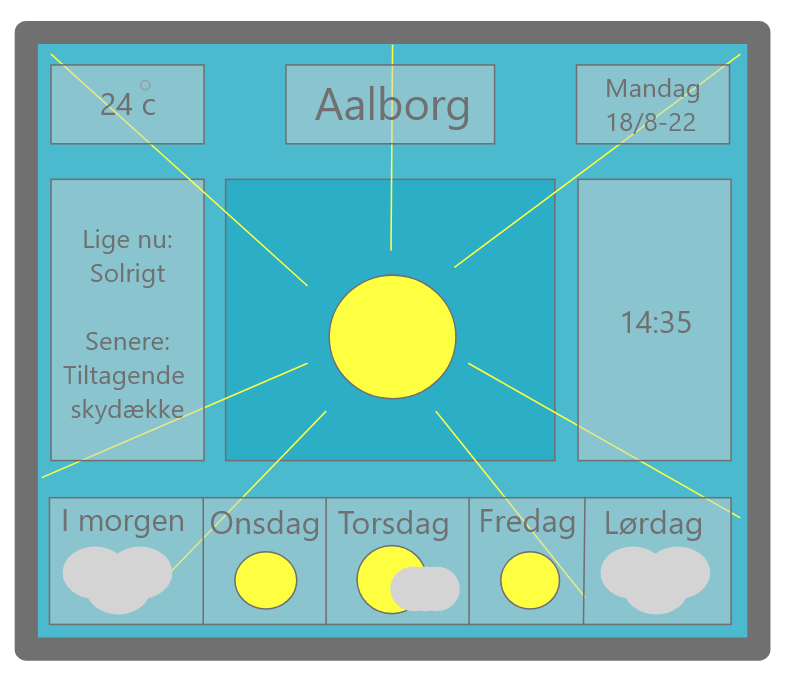 24 °c
Aalborg
Mandag
18/8-22
Lige nu:
Solrigt
Senere:
Tiltagende
skydække
14:35
I morgen
Onsdag
Torsdag
Fredag
Lørdag